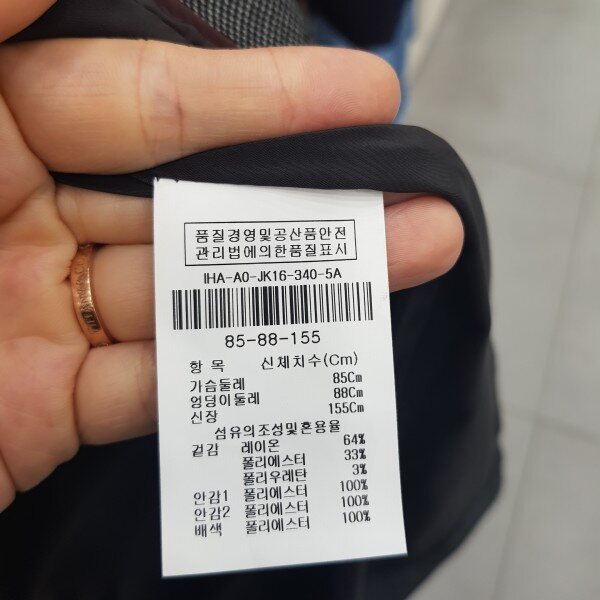 품질경영및공산품안전
관리법에의한품질표시
IHA-A0-JK16-340-5A
85-88-155
항 목 신체치수(Cm)
가슴둘레 85Cm
엉덩이둘레 88Cm
신장 155Cm
섬유의조성및혼용율
겉감 레이온 64%
폴리에스터 33%
폴리우레탄 3%
안감1 폴리에스터 100%
안감2 폴리에스터 100%
배색 폴리에스터 100%